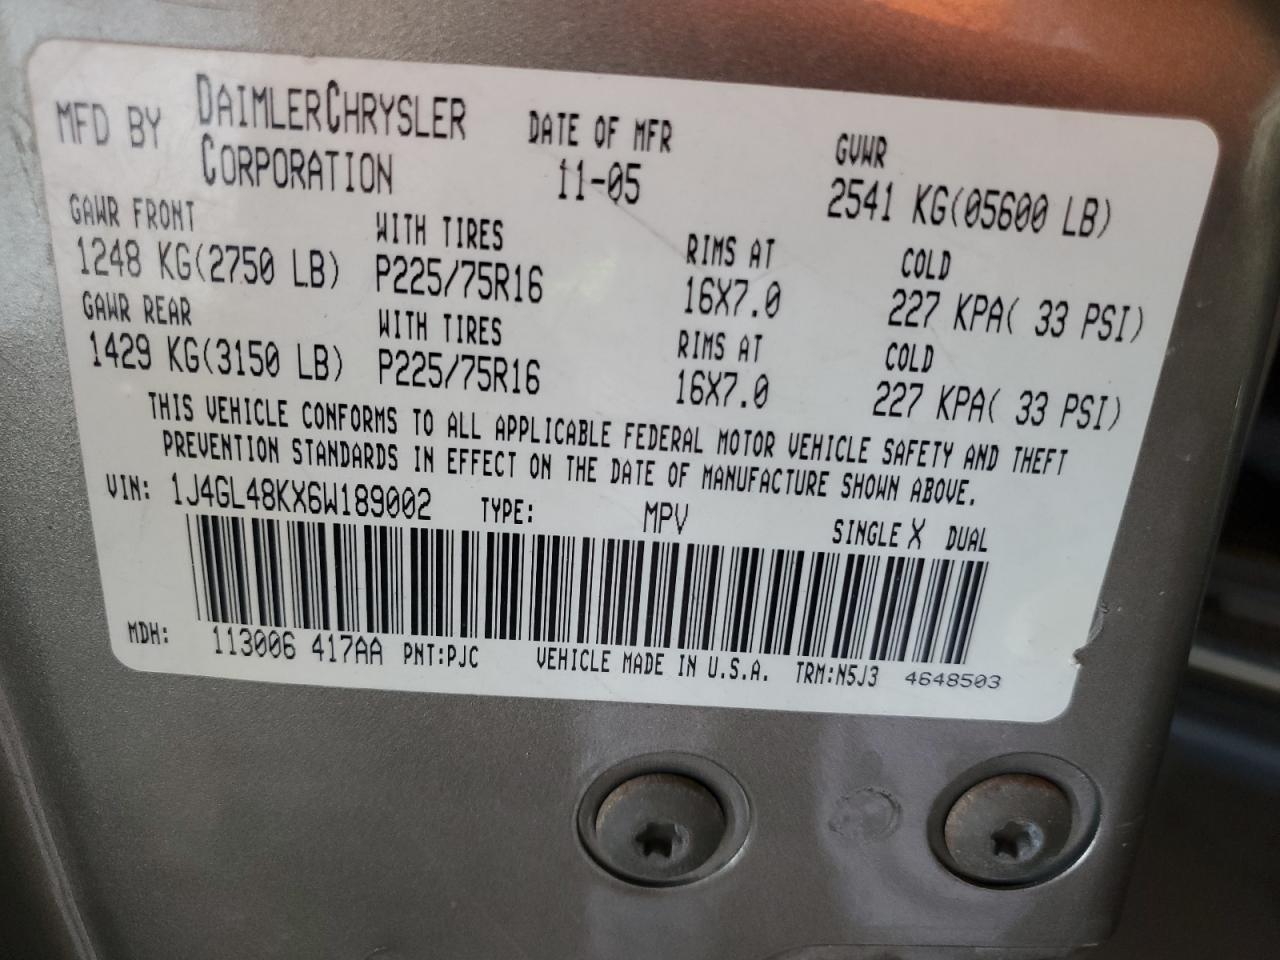 MFD BY DAIMLERCHRYSLER CORPORATION DATE OF MFR 11-05 GVWR 2541 KG(05600 LB)
GAWR FRONT WITH TIRES RIMS AT COLD
1248 KG(2750 LB) P225/75R16 16X7.0 227 KPA( 33 PSI)
GAWR REAR WITH TIRES RIMS AT COLD
1429 KG(3150 LB) P225/75R16 16X7.0 227 KPA( 33 PSI)
THIS VEHICLE CONFORMS TO ALL APPLICABLE FEDERAL MOTOR VEHICLE SAFETY AND THEFT
PREVENTION STANDARDS IN EFFECT ON THE DATE OF MANUFACTURE SHOWN ABOVE.
VIN: 1J4GL48KX6W189002 TYPE: MPV SINGLE X DUAL
MDH: 113006 417AA PNT:PJC VEHICLE MADE IN U.S.A. TRM:N5J3 4648503